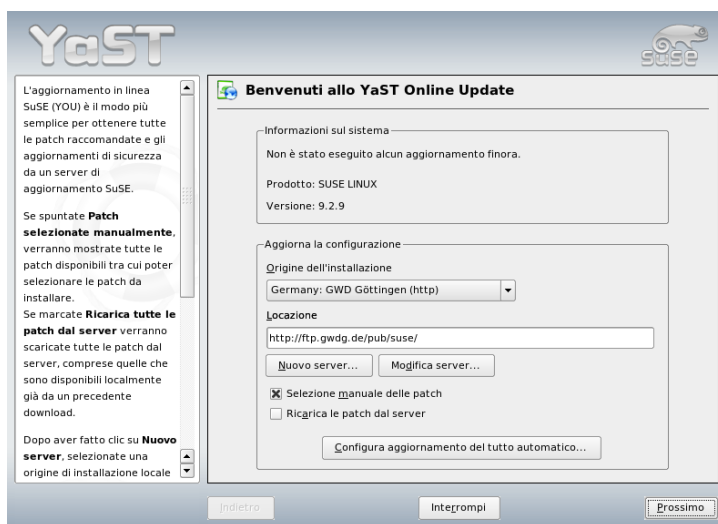 YaST
SUSE
L'aggiornamento in linea
SuSE (YOU) è il modo più
semplice per ottenere tutte
le patch raccomandate e gli
aggiornamenti di sicurezza
da un server di
aggiornamento SuSE.
Se spuntate Patch
selezionate manualmente,
verranno mostrate tutte le
patch disponibili tra cui poter
selezionare le patch da
installare.
Se marcate Ricarica tutte le
patch dal server verranno
scaricate tutte le patch dal
server, comprese quelle che
sono disponibili localmente
già da un precedente
download.
Dopo aver fatto clic su Nuovo
server, selezionate una
origine di installazione locale
Benvenuti allo YaST Online Update
Informazioni sul sistema
Non è stato eseguito alcun aggiornamento finora.
Prodotto: SUSE LINUX
Versione: 9.2.9
Aggiorna la configurazione
Origine dell'installazione
Germany: GWD Göttingen (http)
Locazione
http://ftp.gwdg.de/pub/suse/
Nuovo server...
Modifica server...
Selezione manuale delle patch
Ricarica le patch dal server
Configura aggiornamento del tutto automatico...
Indietro
Interrompi
Prossimo